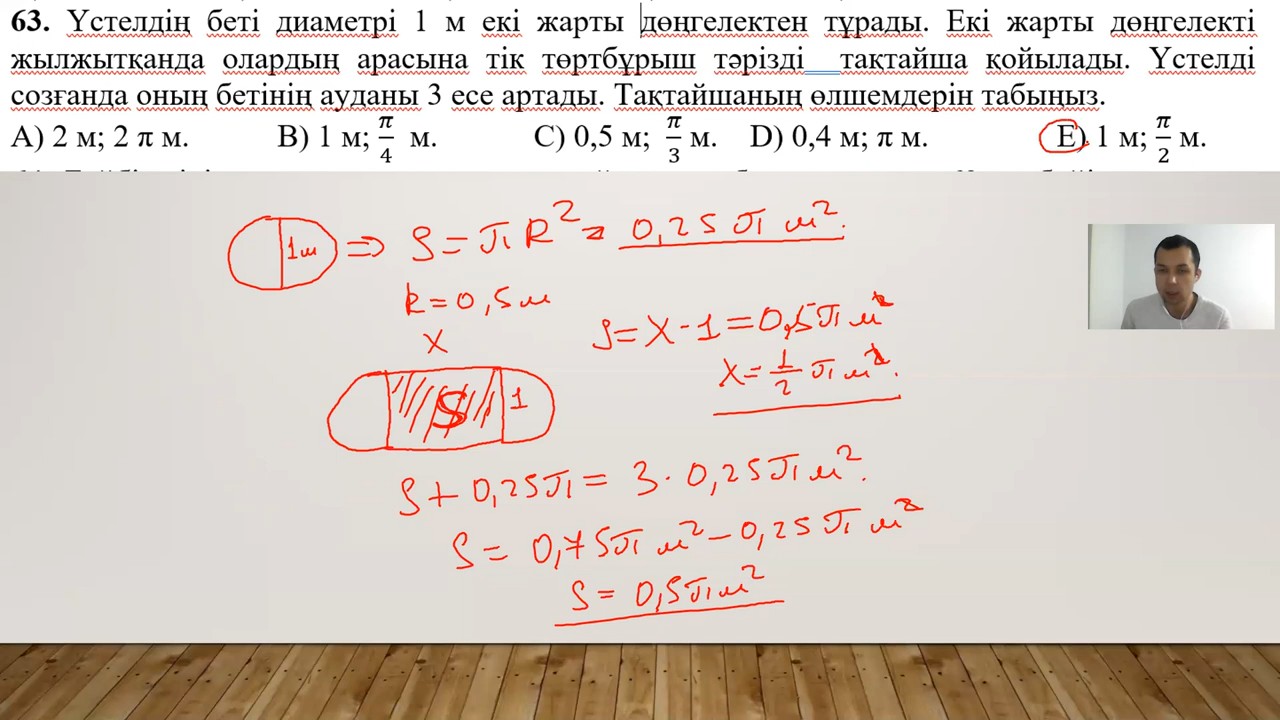 63. Үстелдің беті диаметрі 1 м екі жарты дөңгелектен тұрады. Екі жарты дөңгелекті
жылжытқанда олардың арасына тік төртбұрыш тәрізді тақтайша қойылады. Үстелді
созғанда оның бетінің ауданы 3 есе артады. Тақтайшаның өлшемдерін табыңыз.
A) 2 м; 2 π м. B) 1 м; π/4 м. C) 0,5 м; π/3 м. D) 0,4 м; π м. E) 1 м; π/2 м.
1м ⇒ S = πR² = 0,25 π м².
R = 0,5 м
X
S = X · 1 = 0,5π м
X = 1/2 π м.
S 1
S + 0,25π = 3 · 0,25π м².
S = 0,75π м² − 0,25π м²
S = 0,5π м²